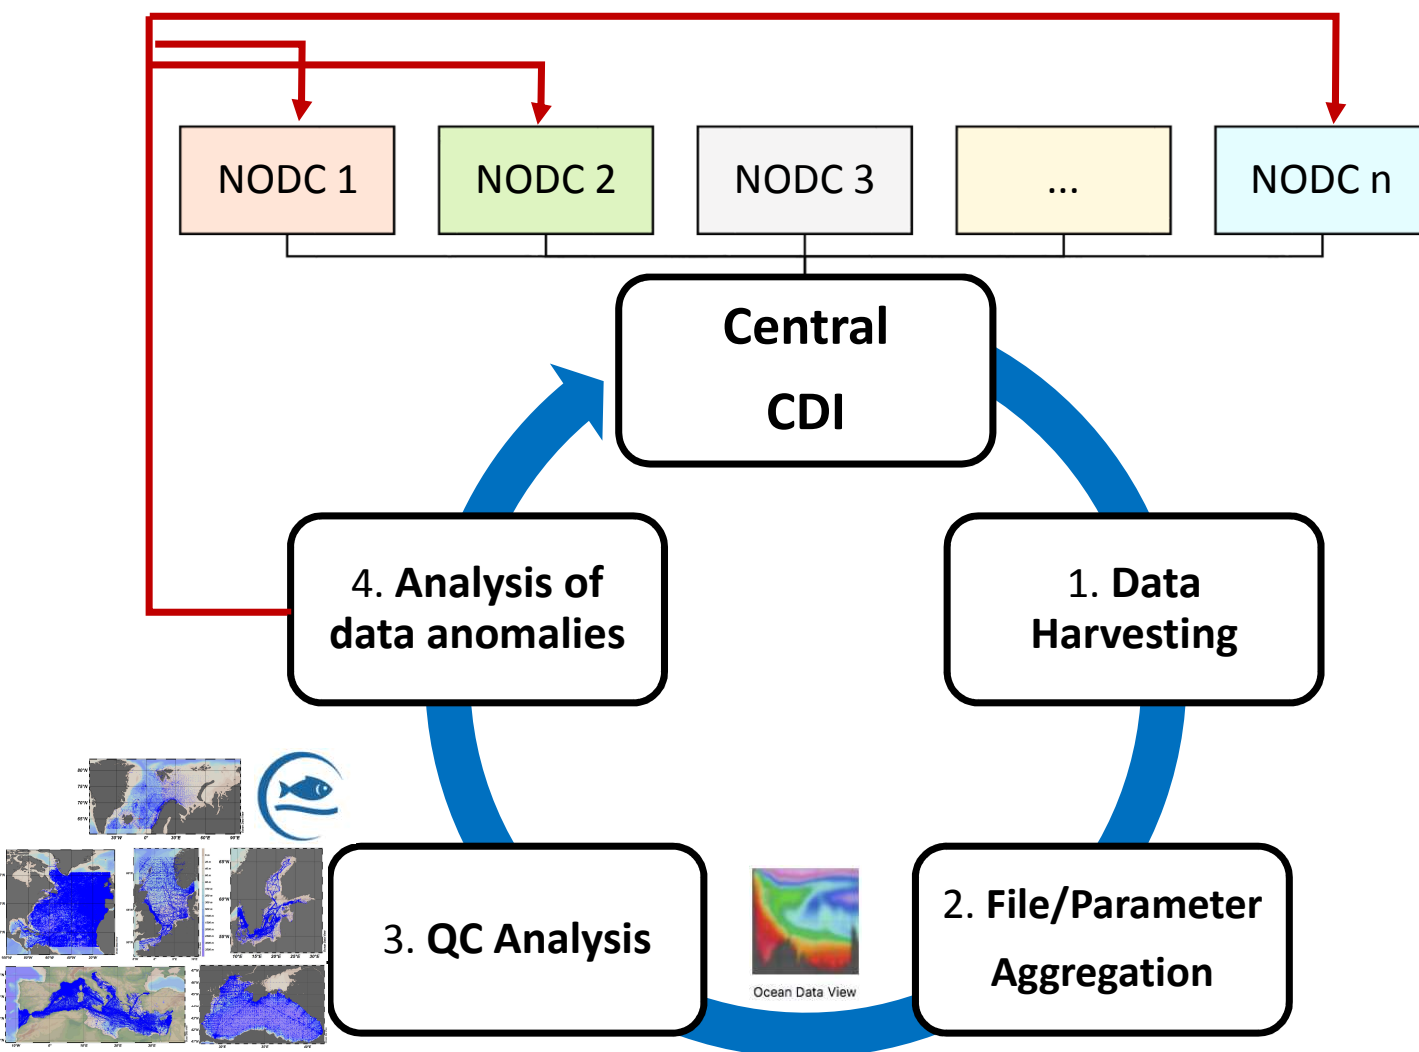 NODC 1
NODC 2
NODC 3
...
NODC n
Central
CDI
4. Analysis of
data anomalies
1. Data
Harvesting
3. QC Analysis
Ocean Data View
2. File/Parameter
Aggregation